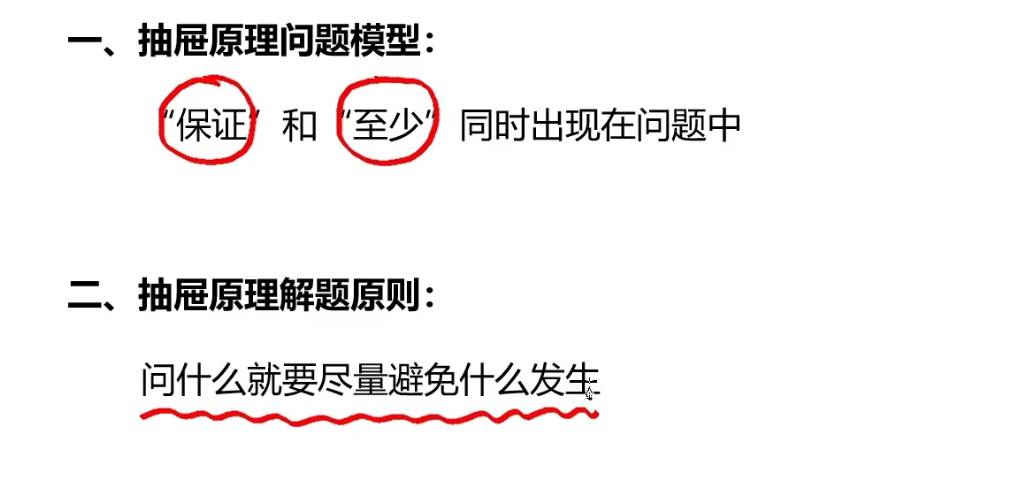 一、抽屉原理问题模型：
“保证” 和 “至少” 同时出现在问题中
二、抽屉原理解题原则：
问什么就要尽量避免什么发生